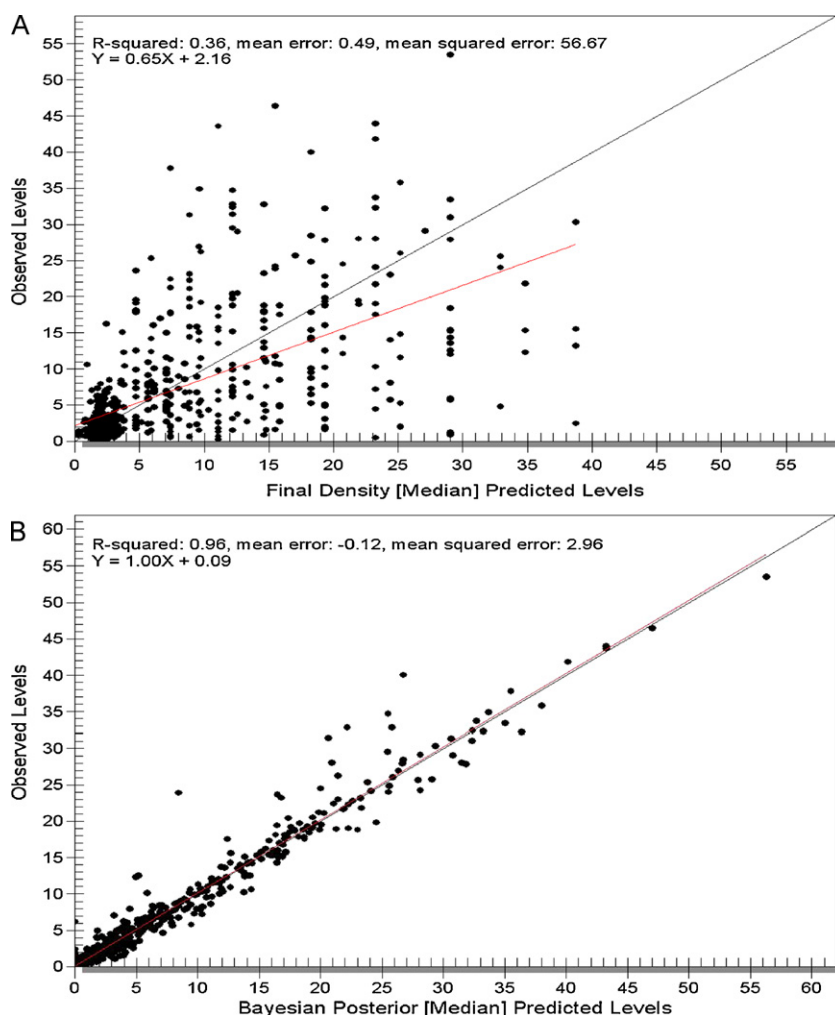 A
R-squared: 0.36, mean error: 0.49, mean squared error: 56.67
Y = 0.65X + 2.16
55
50
45
40
35
30
25
20
15
10
5
0
Observed Levels
0 5 10 15 20 25 30 35 40 45 50 55
Final Density [Median] Predicted Levels
B
R-squared: 0.96, mean error: -0.12, mean squared error: 2.96
Y = 1.00X + 0.09
60
55
50
45
40
35
30
25
20
15
10
5
0
Observed Levels
0 5 10 15 20 25 30 35 40 45 50 55 60
Bayesian Posterior [Median] Predicted Levels